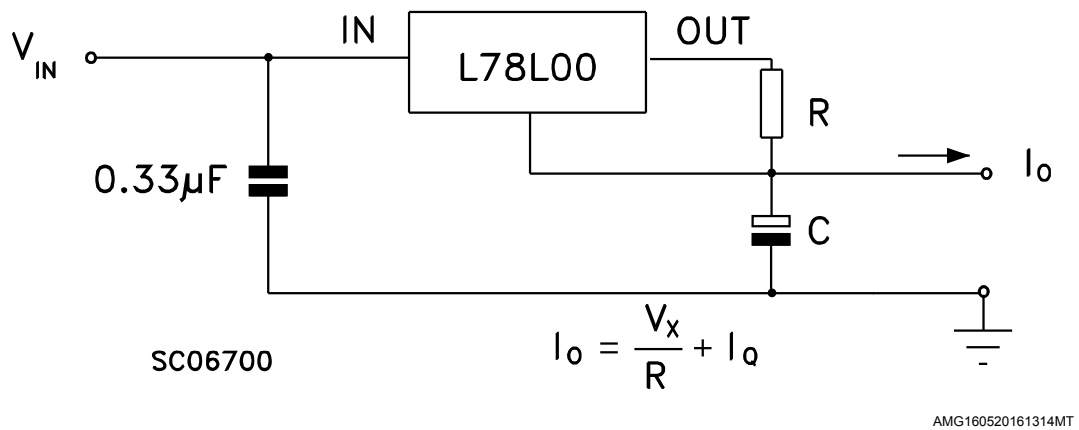 V_IN
IN
L78L00
OUT
R
0.33µF
I_O
C
I_O = V_X / R + I_Q
SC06700
AMG160520161314MT